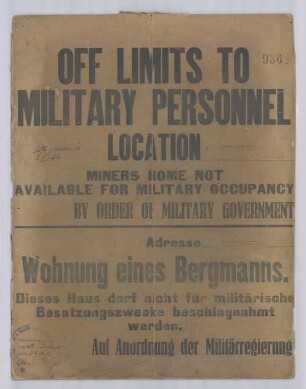 9563
OFF LIMITS TO
MILITARY PERSONNEL
LOCATION
MINERS HOME NOT
AVAILABLE FOR MILITARY OCCUPANCY
BY ORDER OF MILITARY GOVERNMENT
Adresse
Wohnung eines Bergmanns.
Dieses Haus darf nicht für militärische
Besatzungszwecke beschlagnahmt
werden.
Auf Anordnung der Militärregierung